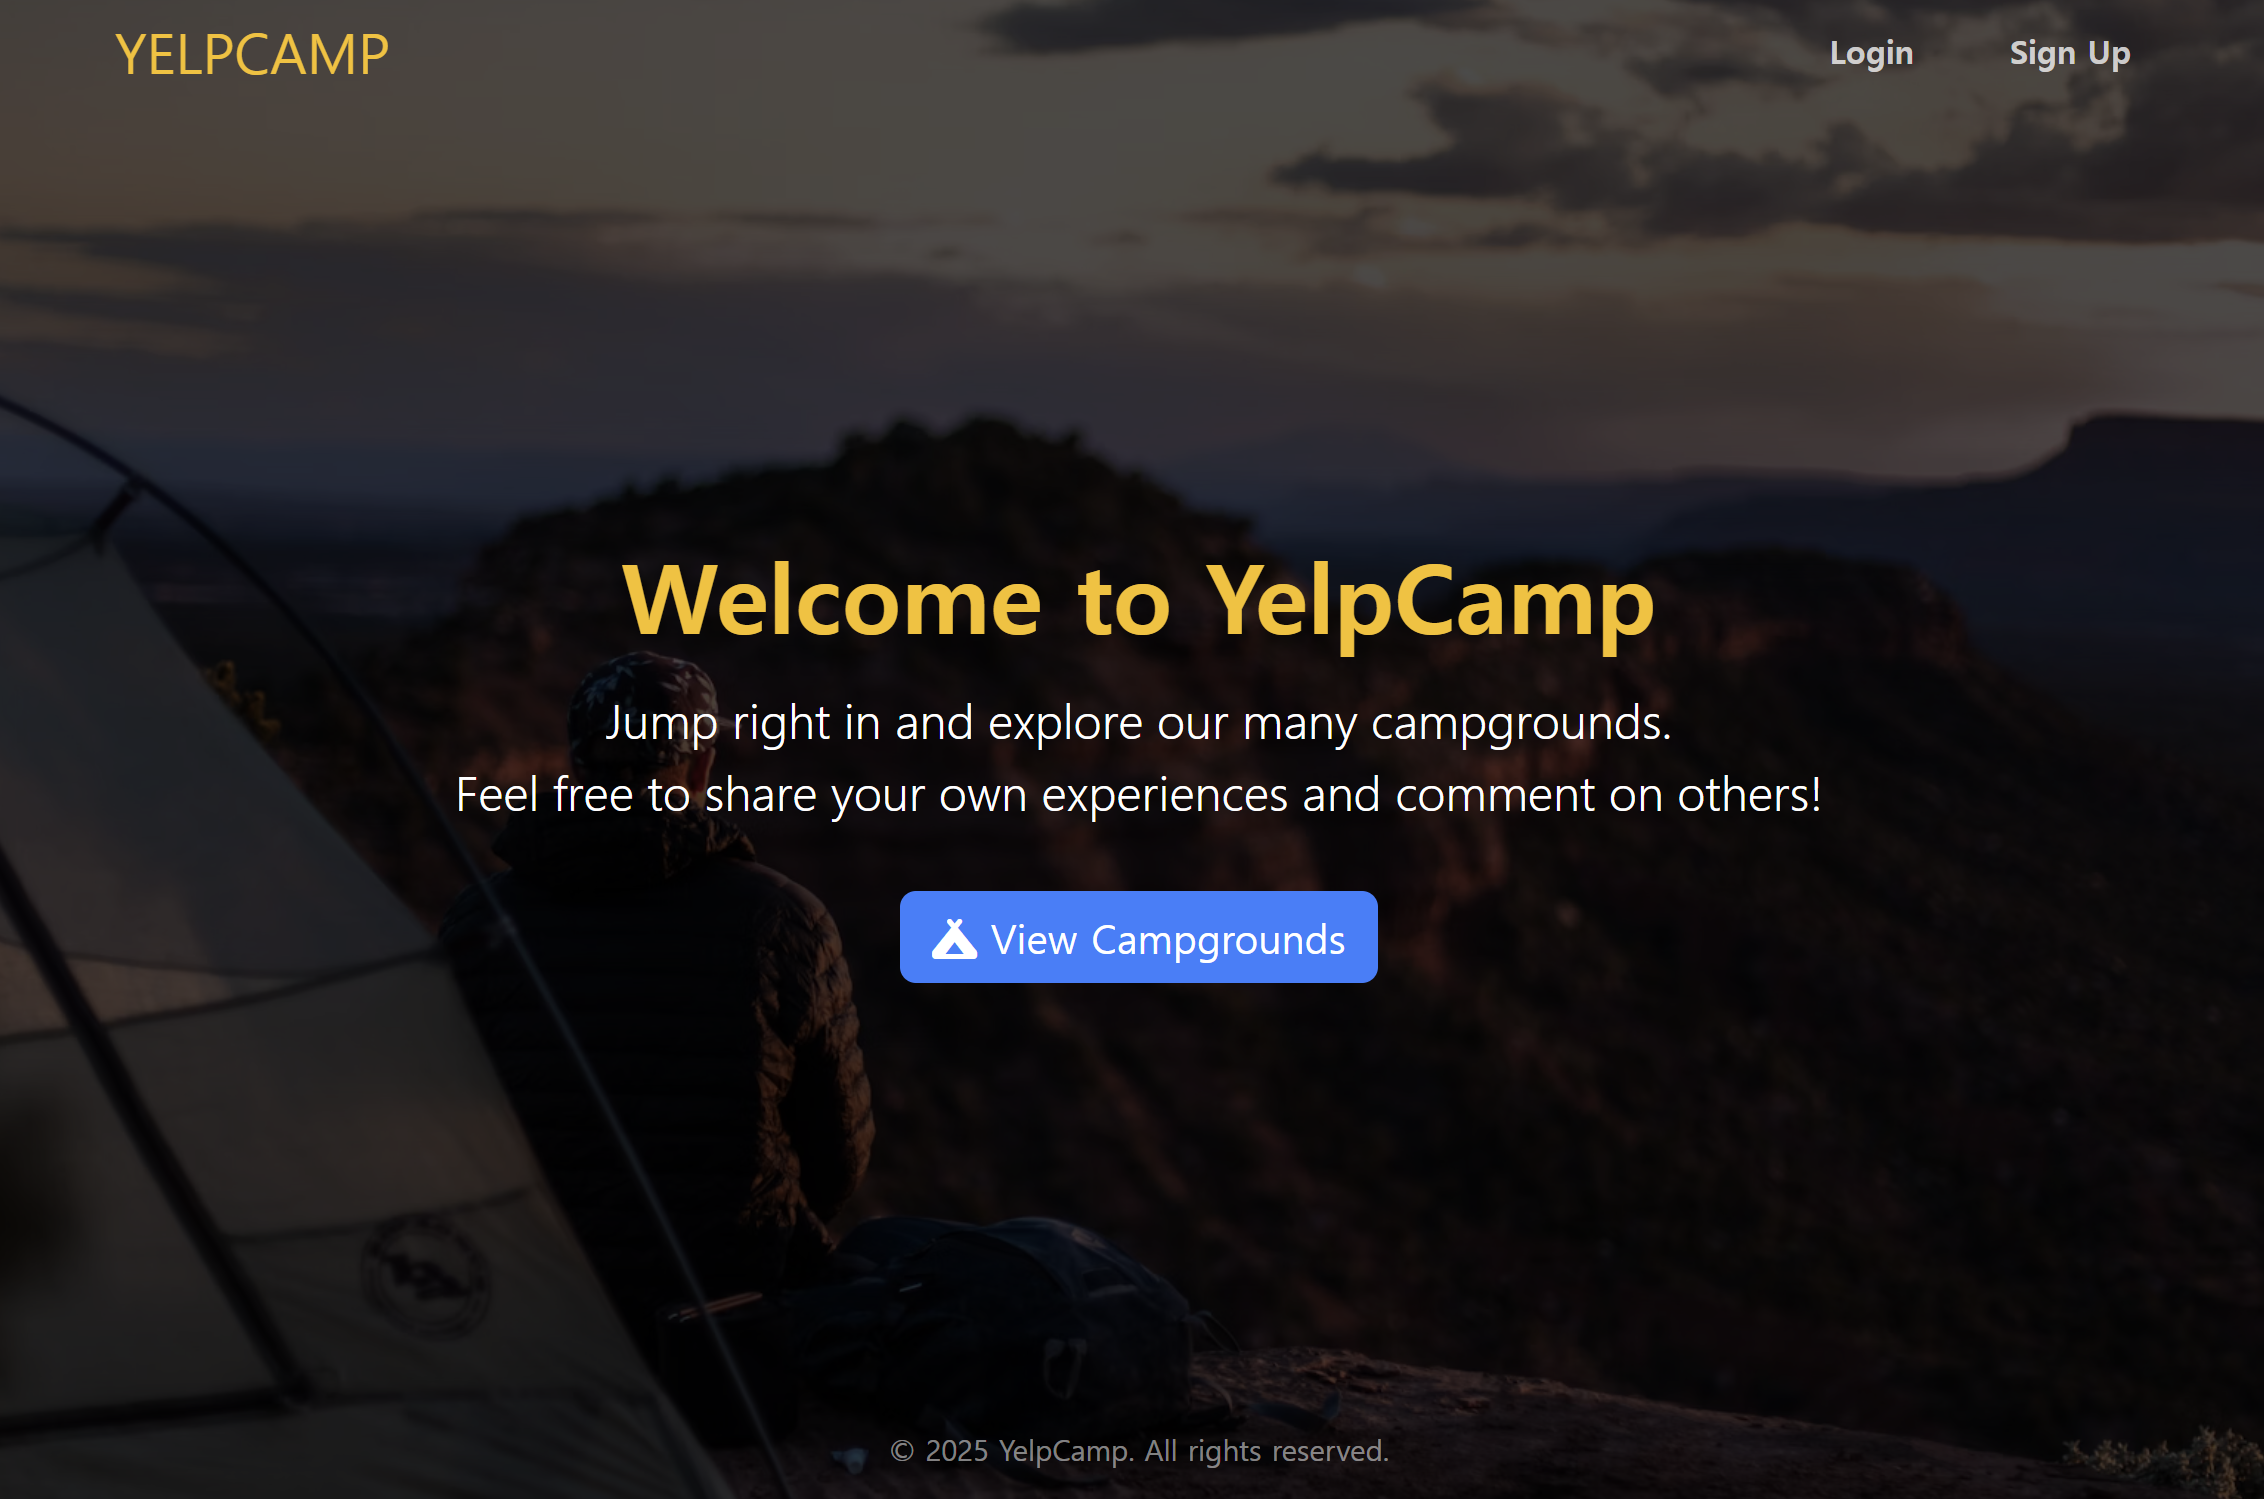 YELPCAMP
Login
Sign Up
Welcome to YelpCamp
Jump right in and explore our many campgrounds.
Feel free to share your own experiences and comment on others!
View Campgrounds
© 2025 YelpCamp. All rights reserved.